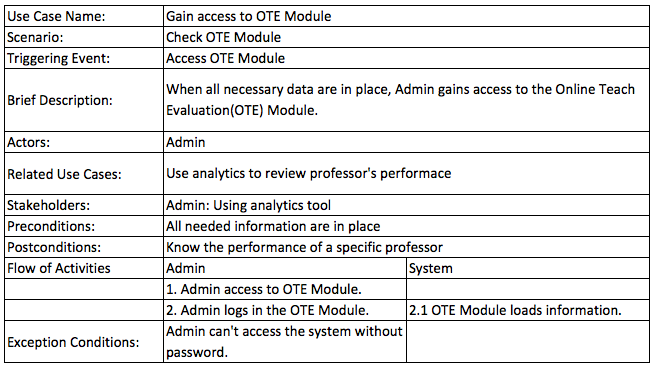 Use Case Name: Gain access to OTE Module
Scenario: Check OTE Module
Triggering Event: Access OTE Module
Brief Description: When all necessary data are in place, Admin gains access to the Online Teach
Evaluation(OTE) Module.
Actors: Admin
Related Use Cases: Use analytics to review professor's performace
Stakeholders: Admin: Using analytics tool
Preconditions: All needed information are in place
Postconditions: Know the performance of a specific professor
Flow of Activities Admin System
1. Admin access to OTE Module.
2. Admin logs in the OTE Module. 2.1 OTE Module loads information.
Exception Conditions: Admin can't access the system without
password.